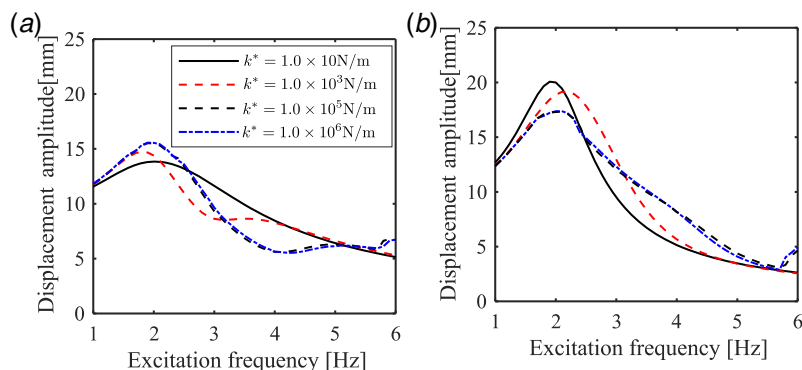 (a)
25
20
15
10
5
0
Displacement amplitude[mm]
k* = 1.0 × 10N/m
k* = 1.0 × 10³N/m
k* = 1.0 × 10⁵N/m
k* = 1.0 × 10⁶N/m
1 2 3 4 5 6
Excitation frequency [Hz]
(b)
25
20
15
10
5
0
Displacement amplitude[mm]
1 2 3 4 5 6
Excitation frequency [Hz]